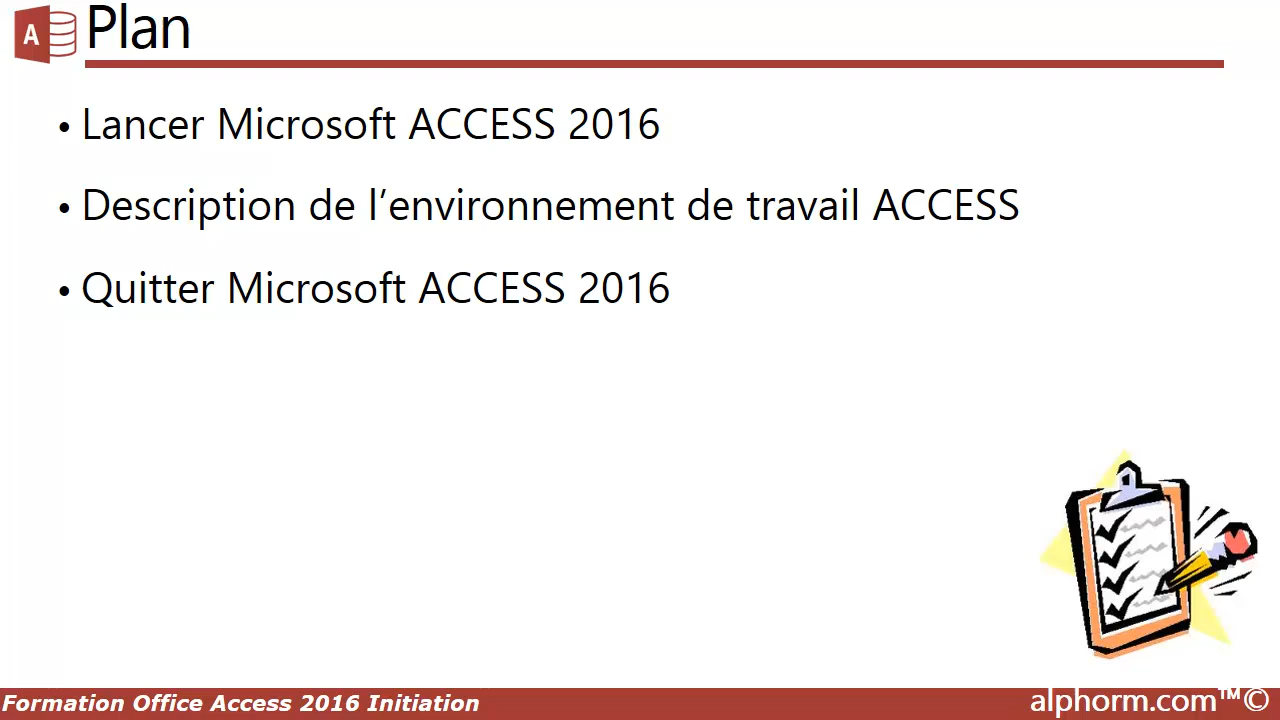 A
Plan
• Lancer Microsoft ACCESS 2016
• Description de l’environnement de travail ACCESS
• Quitter Microsoft ACCESS 2016
Formation Office Access 2016 Initiation
alphorm.com™©